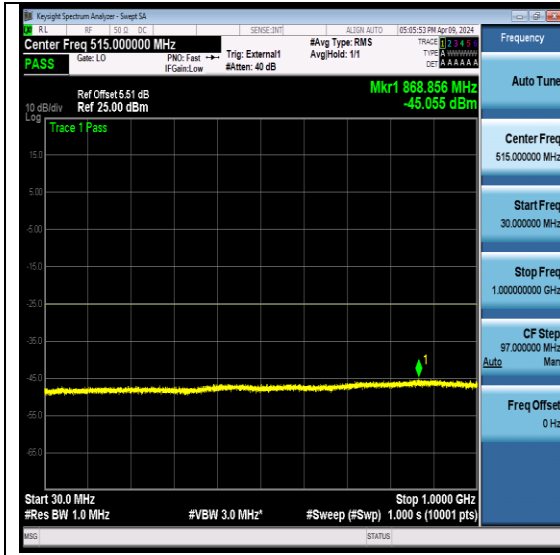 Keysight Spectrum Analyzer - Swept SA
RL RF 50 Ω DC SENSE:INT ALIGN AUTO 05:05:53 PM Apr 09, 2024
Center Freq 515.000000 MHz
PASS
Gate: LO
PNO: Fast
IFGain:Low
Trig: External1
#Atten: 40 dB
#Avg Type: RMS
Avg|Hold: 1/1
TRACE 1 2 3 4 5 6
TYPE A WWWWW
DET A A A A A A
Ref Offset 5.51 dB
10 dB/div Ref 25.00 dBm
Log
Mkr1 868.856 MHz
-45.055 dBm
Trace 1 Pass
15.0
5.00
-5.00
-15.0
-25.0
-35.0
-45.0
-55.0
-65.0
1
Start 30.0 MHz
Stop 1.0000 GHz
#Res BW 1.0 MHz
#VBW 3.0 MHz*
#Sweep (#Swp) 1.000 s (10001 pts)
MSG STATUS
Frequency
Auto Tune
Center Freq
515.000000 MHz
Start Freq
30.000000 MHz
Stop Freq
1.000000000 GHz
CF Step
97.000000 MHz
Auto Man
Freq Offset
0 Hz